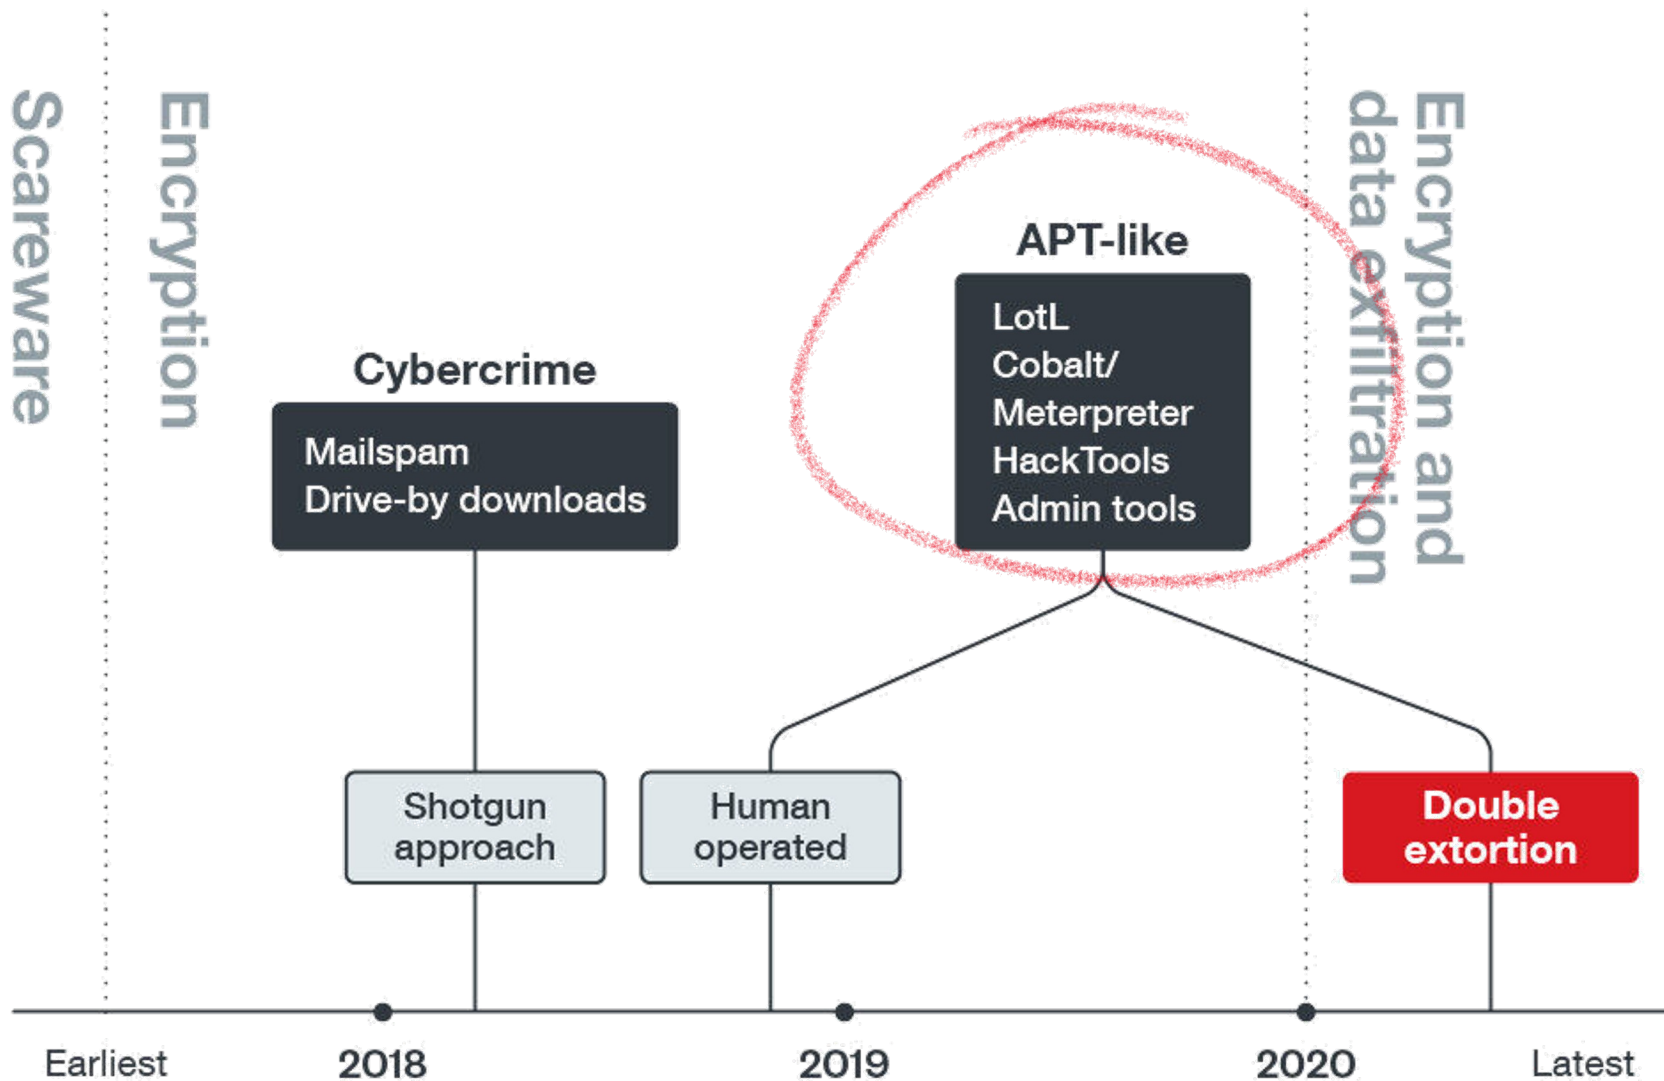 Scareware
Encryption
Encryption and
data exfiltration
APT-like
LotL
Cobalt/
Meterpreter
HackTools
Admin tools
Cybercrime
Mailspam
Drive-by downloads
Shotgun
approach
Human
operated
Double
extortion
Earliest
2018
2019
2020
Latest